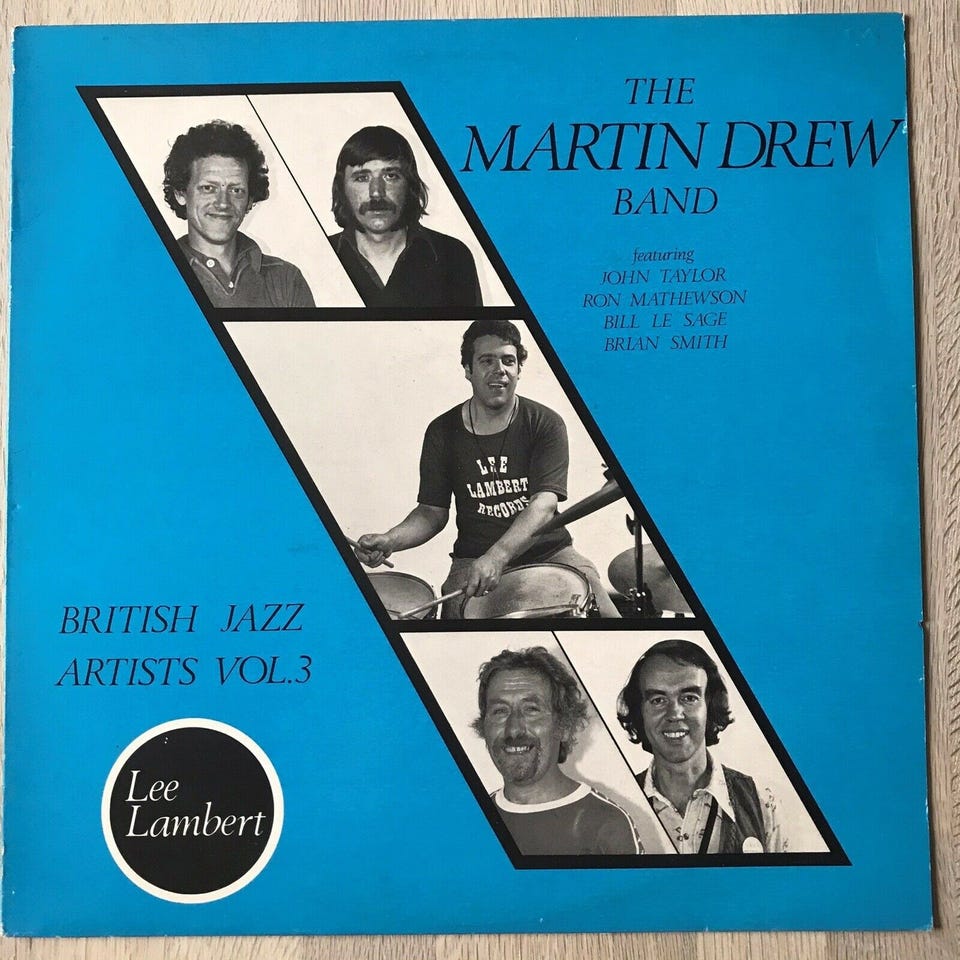 THE
MARTIN DREW
BAND
featuring
JOHN TAYLOR
RON MATHEWSON
BILL LE SAGE
BRIAN SMITH
LEE
LAMBERT
RECORDS
BRITISH JAZZ
ARTISTS VOL.3
Lee
Lambert